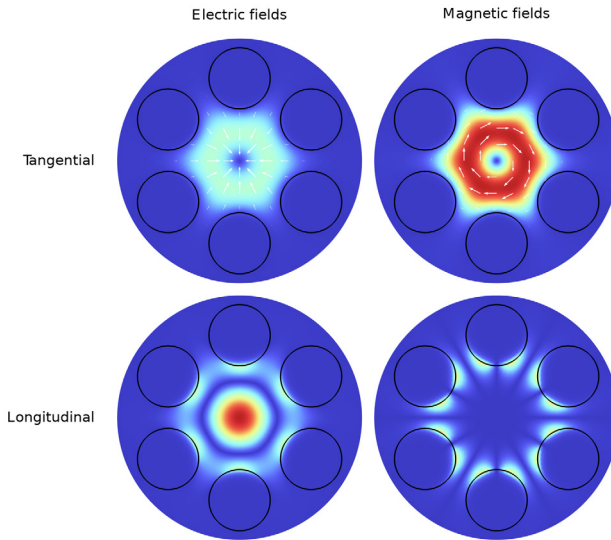 Electric fields
Magnetic fields
Tangential
Longitudinal